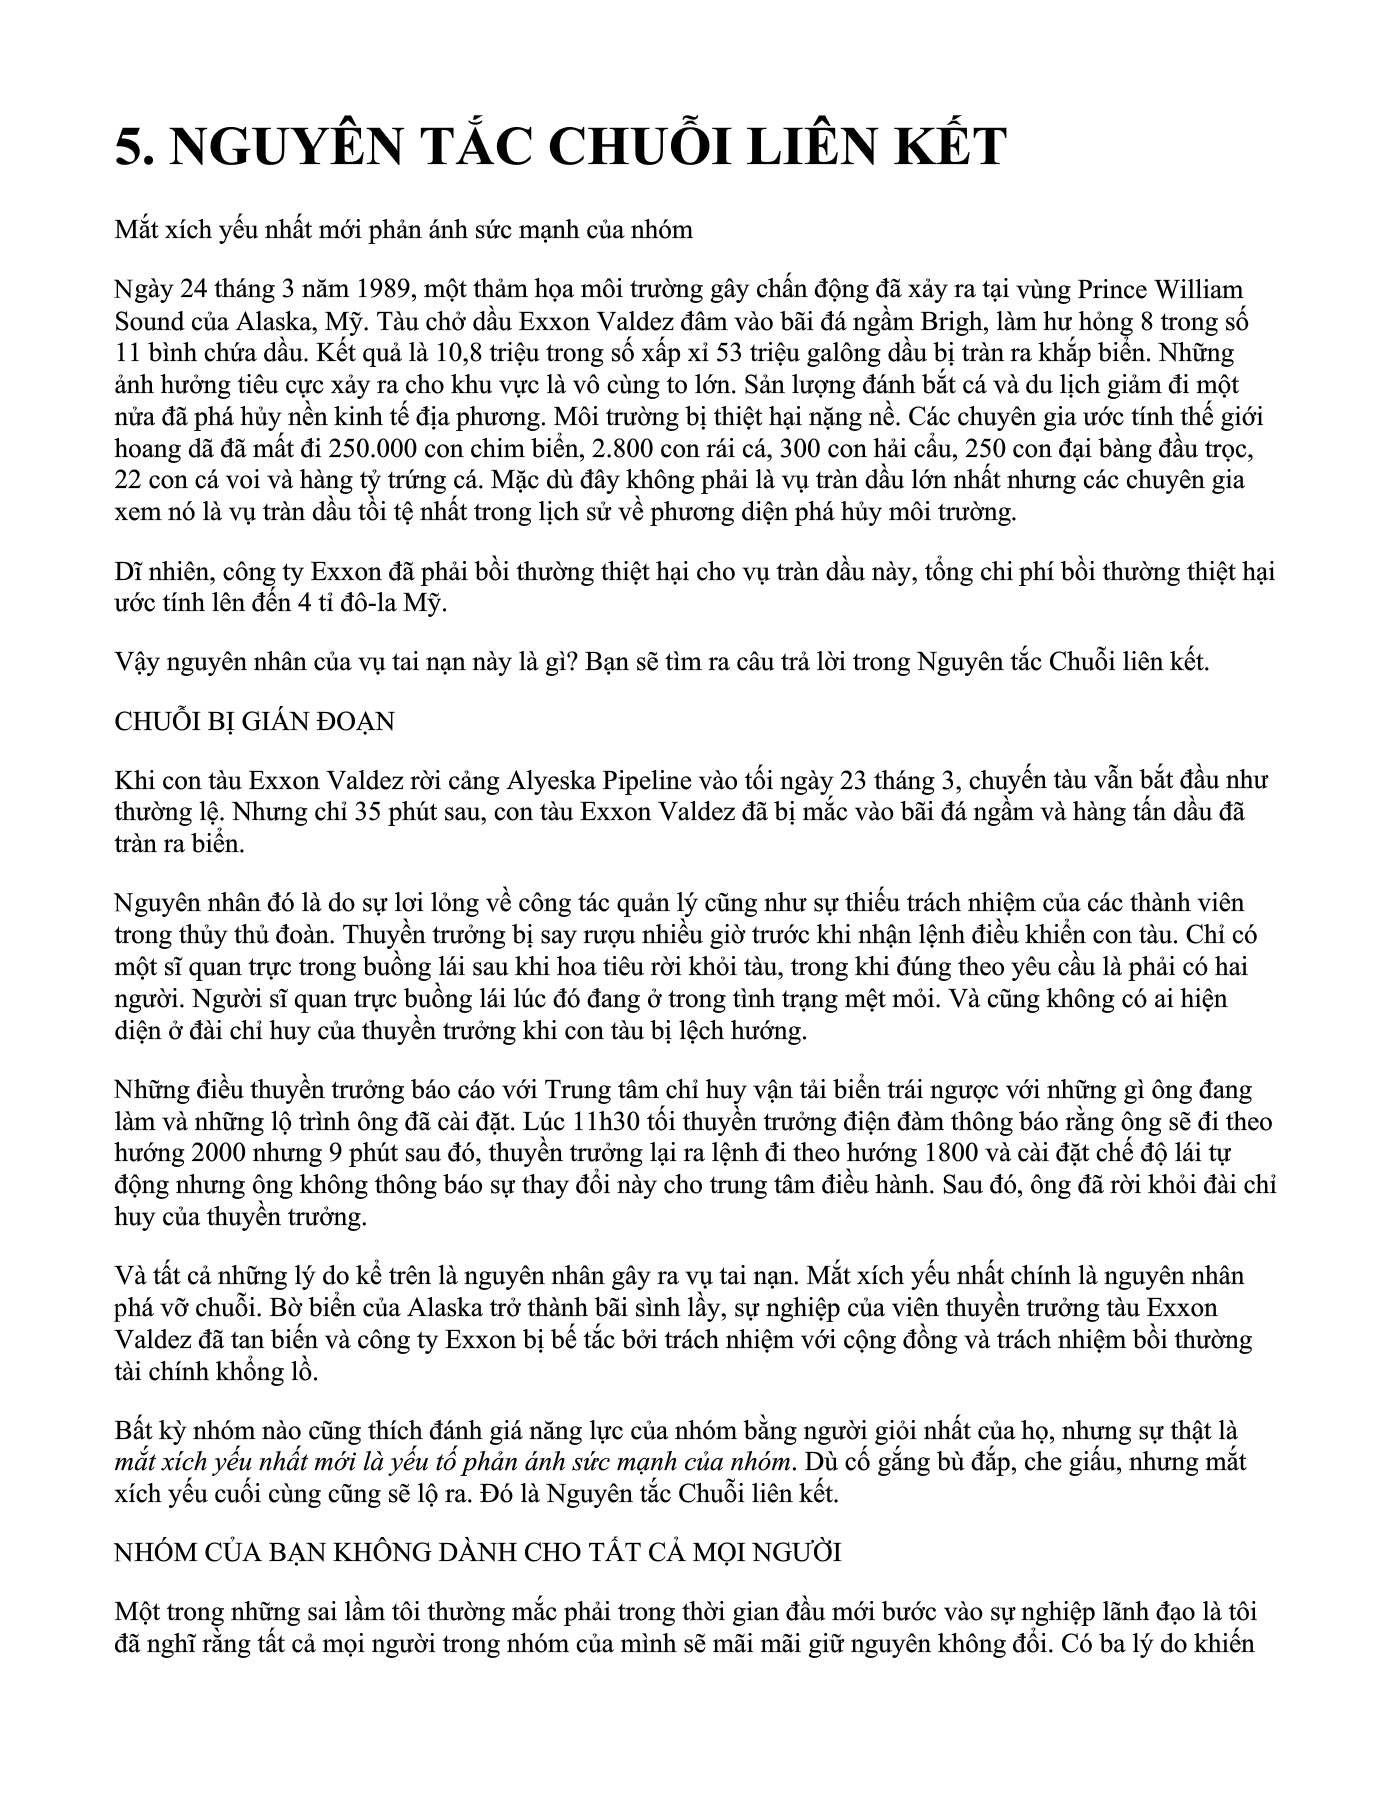 5. NGUYÊN TẮC CHUỖI LIÊN KẾT
Mắt xích yếu nhất mới phản ánh sức mạnh của nhóm
Ngày 24 tháng 3 năm 1989, một thảm họa môi trường gây chấn động đã xảy ra tại vùng Prince William
Sound của Alaska, Mỹ. Tàu chở dầu Exxon Valdez đâm vào bãi đá ngầm Brigh, làm hư hỏng 8 trong số
11 bình chứa dầu. Kết quả là 10,8 triệu trong số xấp xỉ 53 triệu galông dầu bị tràn ra khắp biển. Những
ảnh hưởng tiêu cực xảy ra cho khu vực là vô cùng to lớn. Sản lượng đánh bắt cá và du lịch giảm đi một
nửa đã phá hủy nền kinh tế địa phương. Môi trường bị thiệt hại nặng nề. Các chuyên gia ước tính thế giới
hoang dã đã mất đi 250.000 con chim biển, 2.800 con rái cá, 300 con hải cẩu, 250 con đại bàng đầu trọc,
22 con cá voi và hàng tỷ trứng cá. Mặc dù đây không phải là vụ tràn dầu lớn nhất nhưng các chuyên gia
xem nó là vụ tràn dầu tồi tệ nhất trong lịch sử về phương diện phá hủy môi trường.
Dĩ nhiên, công ty Exxon đã phải bồi thường thiệt hại cho vụ tràn dầu này, tổng chi phí bồi thường thiệt hại
ước tính lên đến 4 tỉ đô-la Mỹ.
Vậy nguyên nhân của vụ tai nạn này là gì? Bạn sẽ tìm ra câu trả lời trong Nguyên tắc Chuỗi liên kết.
CHUỖI BỊ GIÁN ĐOẠN
Khi con tàu Exxon Valdez rời cảng Alyeska Pipeline vào tối ngày 23 tháng 3, chuyến tàu vẫn bắt đầu như
thường lệ. Nhưng chỉ 35 phút sau, con tàu Exxon Valdez đã bị mắc vào bãi đá ngầm và hàng tấn dầu đã
tràn ra biển.
Nguyên nhân đó là do sự lơi lỏng về công tác quản lý cũng như sự thiếu trách nhiệm của các thành viên
trong thủy thủ đoàn. Thuyền trưởng bị say rượu nhiều giờ trước khi nhận lệnh điều khiển con tàu. Chỉ có
một sĩ quan trực trong buồng lái sau khi hoa tiêu rời khỏi tàu, trong khi đúng theo yêu cầu là phải có hai
người. Người sĩ quan trực buồng lái lúc đó đang ở trong tình trạng mệt mỏi. Và cũng không có ai hiện
diện ở đài chỉ huy của thuyền trưởng khi con tàu bị lệch hướng.
Những điều thuyền trưởng báo cáo với Trung tâm chỉ huy vận tải biển trái ngược với những gì ông đang
làm và những lộ trình ông đã cài đặt. Lúc 11h30 tối thuyền trưởng điện đàm thông báo rằng ông sẽ đi theo
hướng 2000 nhưng 9 phút sau đó, thuyền trưởng lại ra lệnh đi theo hướng 1800 và cài đặt chế độ lái tự
động nhưng ông không thông báo sự thay đổi này cho trung tâm điều hành. Sau đó, ông đã rời khỏi đài chỉ
huy của thuyền trưởng.
Và tất cả những lý do kể trên là nguyên nhân gây ra vụ tai nạn. Mắt xích yếu nhất chính là nguyên nhân
phá vỡ chuỗi. Bờ biển của Alaska trở thành bãi sình lầy, sự nghiệp của viên thuyền trưởng tàu Exxon
Valdez đã tan biến và công ty Exxon bị bế tắc bởi trách nhiệm với cộng đồng và trách nhiệm bồi thường
tài chính khổng lồ.
Bất kỳ nhóm nào cũng thích đánh giá năng lực của nhóm bằng người giỏi nhất của họ, nhưng sự thật là
mắt xích yếu nhất mới là yếu tố phản ánh sức mạnh của nhóm. Dù cố gắng bù đắp, che giấu, nhưng mắt
xích yếu cuối cùng cũng sẽ lộ ra. Đó là Nguyên tắc Chuỗi liên kết.
NHÓM CỦA BẠN KHÔNG DÀNH CHO TẤT CẢ MỌI NGƯỜI
Một trong những sai lầm tôi thường mắc phải trong thời gian đầu mới bước vào sự nghiệp lãnh đạo là tôi
đã nghĩ rằng tất cả mọi người trong nhóm của mình sẽ mãi mãi giữ nguyên không đổi. Có ba lý do khiến